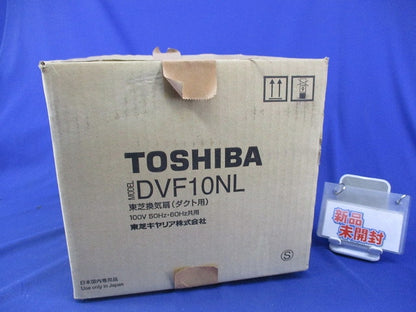 TOSHIBA
MODEL DVF10NL
東芝換気扇(ダクト用)
100V 50Hz・60Hz共用
東芝キヤリア株式会社
S
日本国内専用品
Use only in Japan
新品
未開封